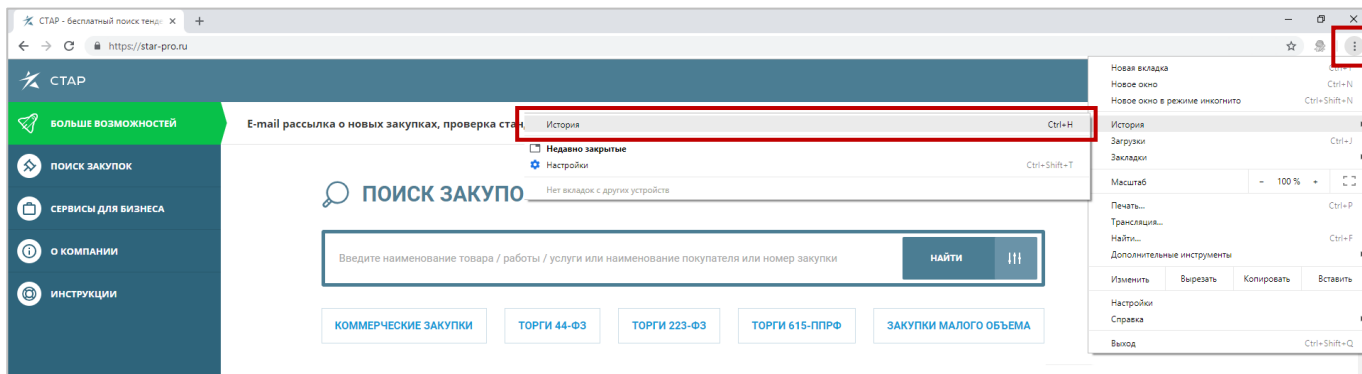 СТАР - бесплатный поиск тенд
https://star-pro.ru
СТАР
БОЛЬШЕ ВОЗМОЖНОСТЕЙ
ПОИСК ЗАКУПОК
СЕРВИСЫ ДЛЯ БИЗНЕСА
О КОМПАНИИ
ИНСТРУКЦИИ
E-mail рассылка о новых закупках, проверка стан
История Ctrl+H
Недавно закрытые
Настройки Ctrl+Shift+T
Нет вкладок с других устройств
ПОИСК ЗАКУПО
Введите наименование товара / работы / услуги или наименование покупателя или номер закупки
НАЙТИ
КОММЕРЧЕСКИЕ ЗАКУПКИ ТОРГИ 44-ФЗ ТОРГИ 223-ФЗ ТОРГИ 615-ППРФ ЗАКУПКИ МАЛОГО ОБЪЕМА
Новая вкладка Ctrl+T
Новое окно Ctrl+N
Новое окно в режиме инкогнито Ctrl+Shift+N
История
Загрузки Ctrl+J
Закладки
Масштаб - 100 % +
Печать... Ctrl+P
Трансляция...
Найти... Ctrl+F
Дополнительные инструменты
Изменить Вырезать Копировать Вставить
Настройки
Справка
Выход Ctrl+Shift+Q